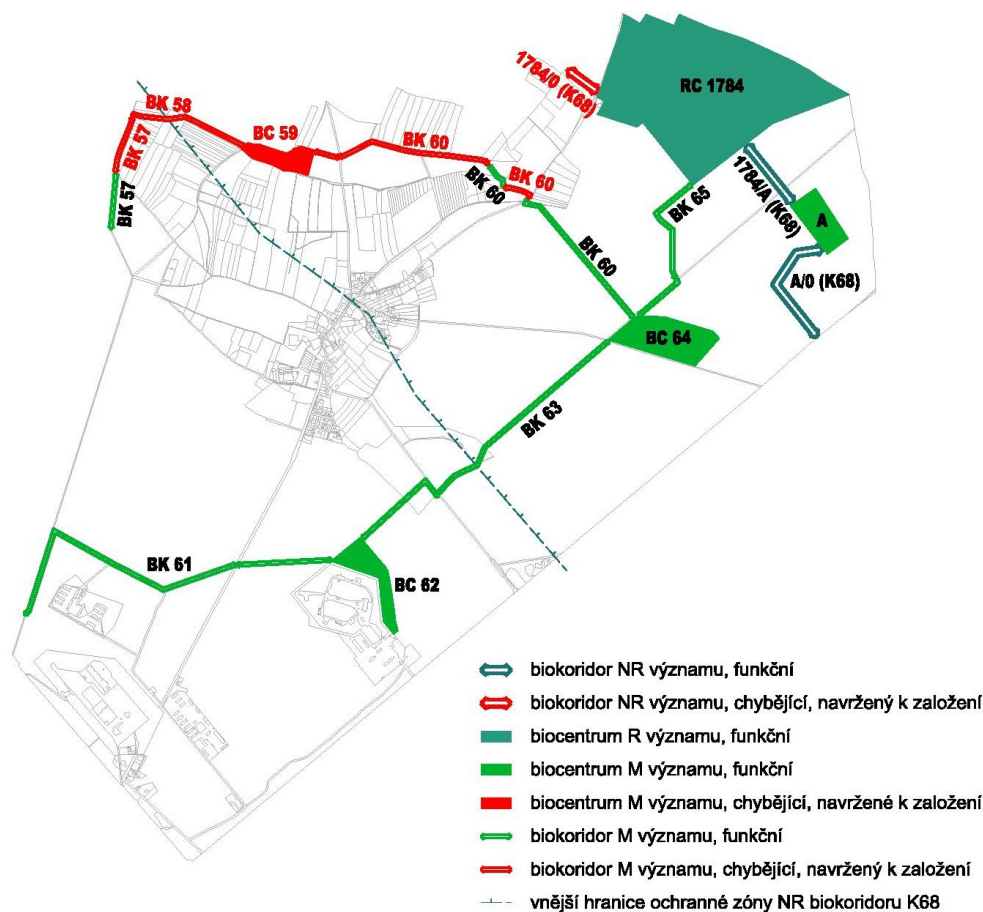 1784/0 (K68)
RC 1784
BK 58
BC 59
BK 57
BK 60
BK 60
BK 60
BK 57
BK 65
1784/A (K68)
A
BK 60
A/0 (K68)
BC 64
BK 63
BK 61
BC 62
biokoridor NR významu, funkční
biokoridor NR významu, chybějící, navržený k založení
biocentrum R významu, funkční
biocentrum M významu, funkční
biocentrum M významu, chybějící, navržené k založení
biokoridor M významu, funkční
biokoridor M významu, chybějící, navržený k založení
vnější hranice ochranné zóny NR biokoridoru K68